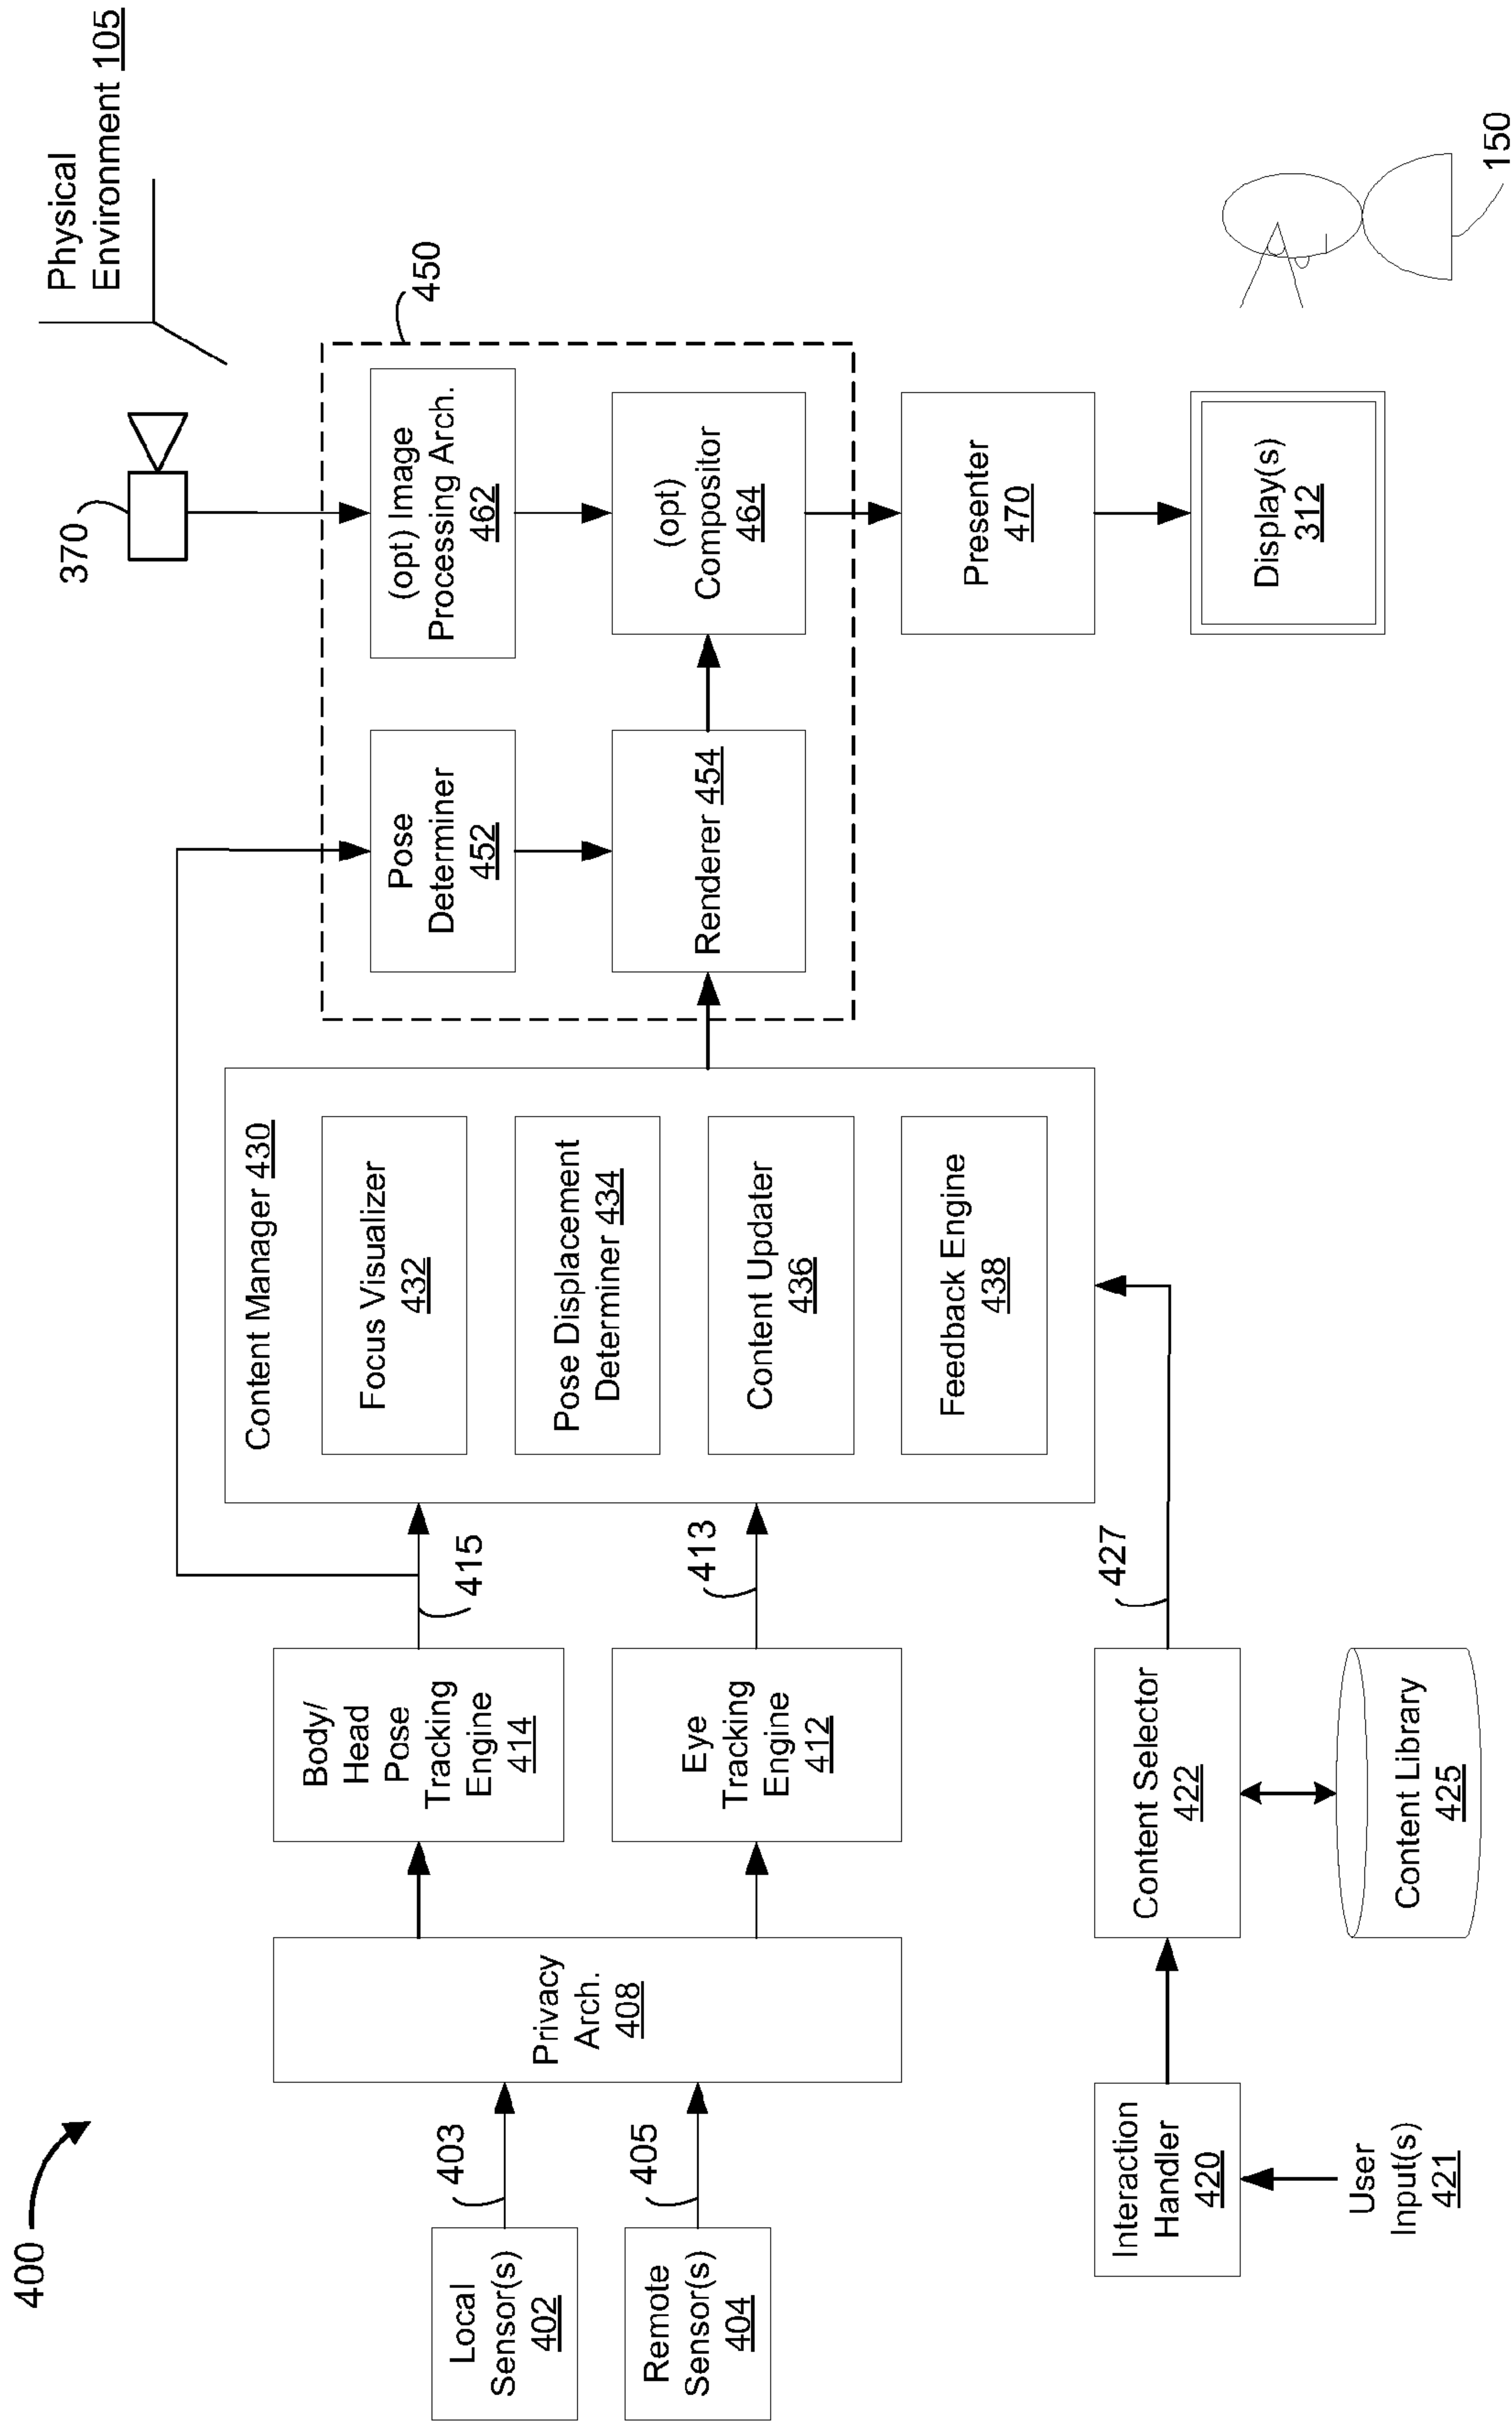 400
Local
Sensor(s)
402
403
Remote
Sensor(s)
404
405
Privacy
Arch.
408
Body/
Head
Pose
Tracking
Engine
414
415
Eye
Tracking
Engine
412
413
Interaction
Handler
420
User
Input(s)
421
Content Selector
422
427
Content Library
425
Content Manager 430
Focus Visualizer
432
Pose Displacement
Determiner 434
Content Updater
436
Feedback Engine
438
450
Pose
Determiner
452
Renderer 454
(opt) Image
Processing Arch.
462
(opt)
Compositor
464
370
Physical
Environment 105
Presenter
470
Display(s)
312
150